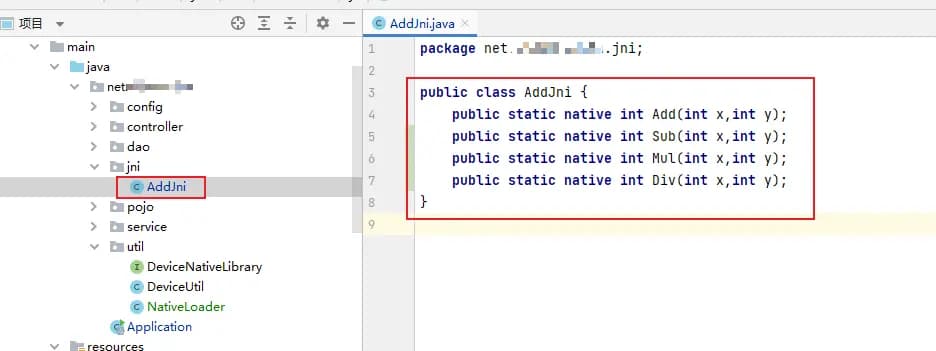 项目
main
java
net
config
controller
dao
jni
AddJni
pojo
service
util
DeviceNativeLibrary
DeviceUtil
NativeLoader
Application
resources
AddJni.java
1 package net. .jni;
2
3 public class AddJni {
4 public static native int Add(int x,int y);
5 public static native int Sub(int x,int y);
6 public static native int Mul(int x,int y);
7 public static native int Div(int x,int y);
8 }
9